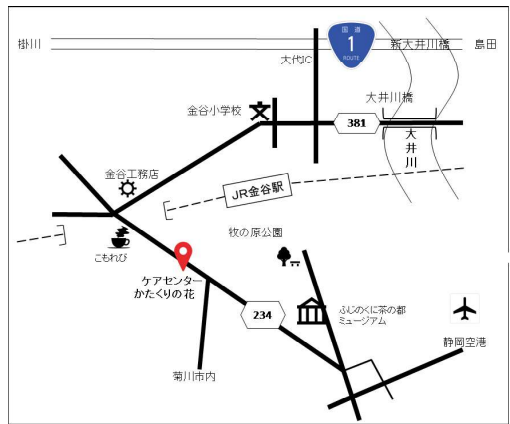 掛川
国道
1
ROUTE
新大井川橋
島田
大代IC
大井川橋
金谷小学校
381
大井川
金谷工務店
JR金谷駅
こもれび
牧の原公園
ケアセンター
かたくりの花
234
ふじのくに茶の都
ミュージアム
静岡空港
菊川市内